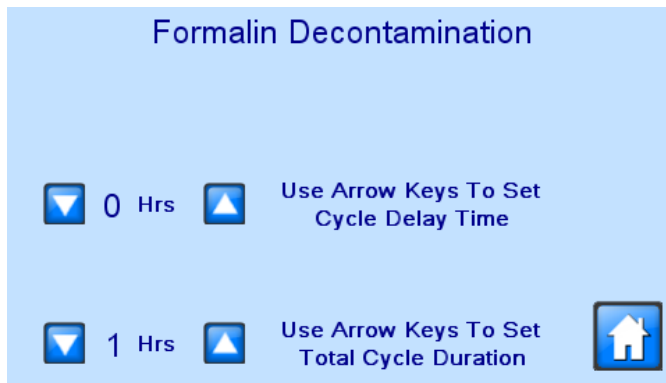 Formalin Decontamination
0 Hrs
Use Arrow Keys To Set
Cycle Delay Time
1 Hrs
Use Arrow Keys To Set
Total Cycle Duration